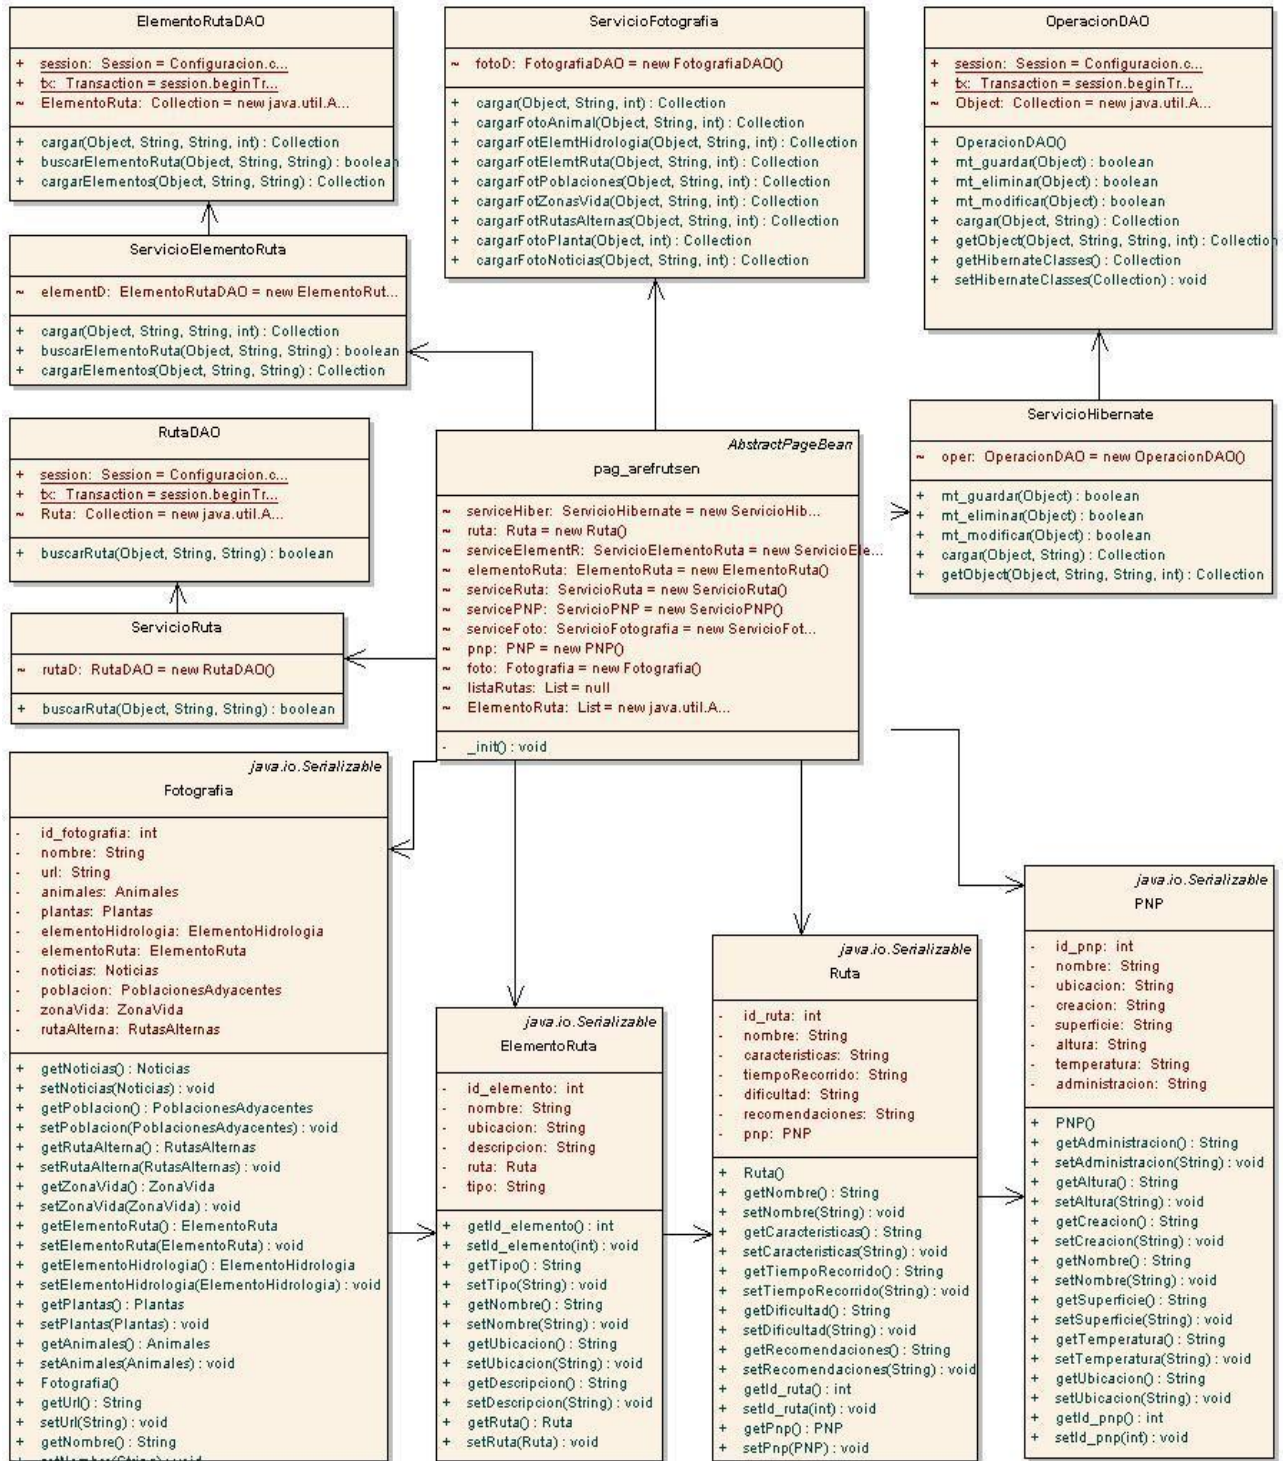 ElementoRutaDAO
+ session: Session = Configuracion.c...
+ tx: Transaction = session.beginTr...
~ ElementoRuta: Collection = new java.util.A...
+ cargar(Object, String, String, int) : Collection
+ buscarElementoRuta(Object, String, String) : boolean
+ cargarElementos(Object, String, String) : Collection
ServicioFotografia
~ fotoD: FotografiaDAO = new FotografiaDAO()
+ cargar(Object, String, int) : Collection
+ cargarFotoAnimal(Object, String, int) : Collection
+ cargarFotElemtHidrologia(Object, String, int) : Collection
+ cargarFotElemtRuta(Object, String, int) : Collection
+ cargarFotPoblaciones(Object, String, int) : Collection
+ cargarFotZonasVida(Object, String, int) : Collection
+ cargarFotRutasAlternas(Object, String, int) : Collection
+ cargarFotoPlanta(Object, int) : Collection
+ cargarFotoNoticias(Object, String, int) : Collection
OperacionDAO
+ session: Session = Configuracion.c...
+ tx: Transaction = session.beginTr...
~ Object: Collection = new java.util.A...
+ OperacionDAO()
+ mt_guardar(Object) : boolean
+ mt_eliminar(Object) : boolean
+ mt_modificar(Object) : boolean
+ cargar(Object, String) : Collection
+ getObject(Object, String, String, int) : Collection
+ getHibernateClasses() : Collection
+ setHibernateClasses(Collection) : void
ServicioElementoRuta
~ elementD: ElementoRutaDAO = new ElementoRut...
+ cargar(Object, String, String, int) : Collection
+ buscarElementoRuta(Object, String, String) : boolean
+ cargarElementos(Object, String, String) : Collection
ServicioHibernate
~ oper: OperacionDAO = new OperacionDAO()
+ mt_guardar(Object) : boolean
+ mt_eliminar(Object) : boolean
+ mt_modificar(Object) : boolean
+ cargar(Object, String) : Collection
+ getObject(Object, String, String, int) : Collection
RutaDAO
+ session: Session = Configuracion.c...
+ tx: Transaction = session.beginTr...
~ Ruta: Collection = new java.util.A...
+ buscarRuta(Object, String, String) : boolean
AbstractPageBean
pag_arefrutsen
~ serviceHiber: ServicioHibernate = new ServicioHib...
~ ruta: Ruta = new Ruta()
~ serviceElementR: ServicioElementoRuta = new ServicioEle...
~ elementoRuta: ElementoRuta = new ElementoRuta()
~ serviceRuta: ServicioRuta = new ServicioRuta()
~ servicePNP: ServicioPNP = new ServicioPNP()
~ serviceFoto: ServicioFotografia = new ServicioFot...
~ pnp: PNP = new PNP()
~ foto: Fotografia = new Fotografia()
~ listaRutas: List = null
~ ElementoRuta: List = new java.util.A...
- _init() : void
ServicioRuta
~ rutaD: RutaDAO = new RutaDAO()
+ buscarRuta(Object, String, String) : boolean
java.io.Serializable
Fotografia
- id_fotografia: int
- nombre: String
- url: String
- animales: Animales
- plantas: Plantas
- elementoHidrologia: ElementoHidrologia
- elementoRuta: ElementoRuta
- noticias: Noticias
- poblacion: PoblacionesAdyacentes
- zonaVida: ZonaVida
- rutaAlterna: RutasAlternas
+ getNoticias() : Noticias
+ setNoticias(Noticias) : void
+ getPoblacion() : PoblacionesAdyacentes
+ setPoblacion(PoblacionesAdyacentes) : void
+ getRutaAlterna() : RutasAlternas
+ setRutaAlterna(RutasAlternas) : void
+ getZonaVida() : ZonaVida
+ setZonaVida(ZonaVida) : void
+ getElementoRuta() : ElementoRuta
+ setElementoRuta(ElementoRuta) : void
+ getElementoHidrologia() : ElementoHidrologia
+ setElementoHidrologia(ElementoHidrologia) : void
+ getPlantas() : Plantas
+ setPlantas(Plantas) : void
+ getAnimales() : Animales
+ setAnimales(Animales) : void
+ Fotografia()
+ getUrl() : String
+ setUrl(String) : void
+ getNombre() : String
java.io.Serializable
ElementoRuta
- id_elemento: int
- nombre: String
- ubicacion: String
- descripcion: String
- ruta: Ruta
- tipo: String
+ getId_elemento() : int
+ setId_elemento(int) : void
+ getTipo() : String
+ setTipo(String) : void
+ getNombre() : String
+ setNombre(String) : void
+ getUbicacion() : String
+ setUbicacion(String) : void
+ getDescripcion() : String
+ setDescripcion(String) : void
+ getRuta() : Ruta
+ setRuta(Ruta) : void
java.io.Serializable
Ruta
- id_ruta: int
- nombre: String
- caracteristicas: String
- tiempoRecorrido: String
- dificultad: String
- recomendaciones: String
- pnp: PNP
+ Ruta()
+ getNombre() : String
+ setNombre(String) : void
+ getCaracteristicas() : String
+ setCaracteristicas(String) : void
+ getTiempoRecorrido() : String
+ setTiempoRecorrido(String) : void
+ getDificultad() : String
+ setDificultad(String) : void
+ getRecomendaciones() : String
+ setRecomendaciones(String) : void
+ getId_ruta() : int
+ setId_ruta(int) : void
+ getPnp() : PNP
+ setPnp(PNP) : void
java.io.Serializable
PNP
- id_pnp: int
- nombre: String
- ubicacion: String
- creacion: String
- superficie: String
- altura: String
- temperatura: String
- administracion: String
+ PNP()
+ getAdministracion() : String
+ setAdministracion(String) : void
+ getAltura() : String
+ setAltura(String) : void
+ getCreacion() : String
+ setCreacion(String) : void
+ getNombre() : String
+ setNombre(String) : void
+ getSuperficie() : String
+ setSuperficie(String) : void
+ getTemperatura() : String
+ setTemperatura(String) : void
+ getUbicacion() : String
+ setUbicacion(String) : void
+ getId_pnp() : int
+ setId_pnp(int) : void